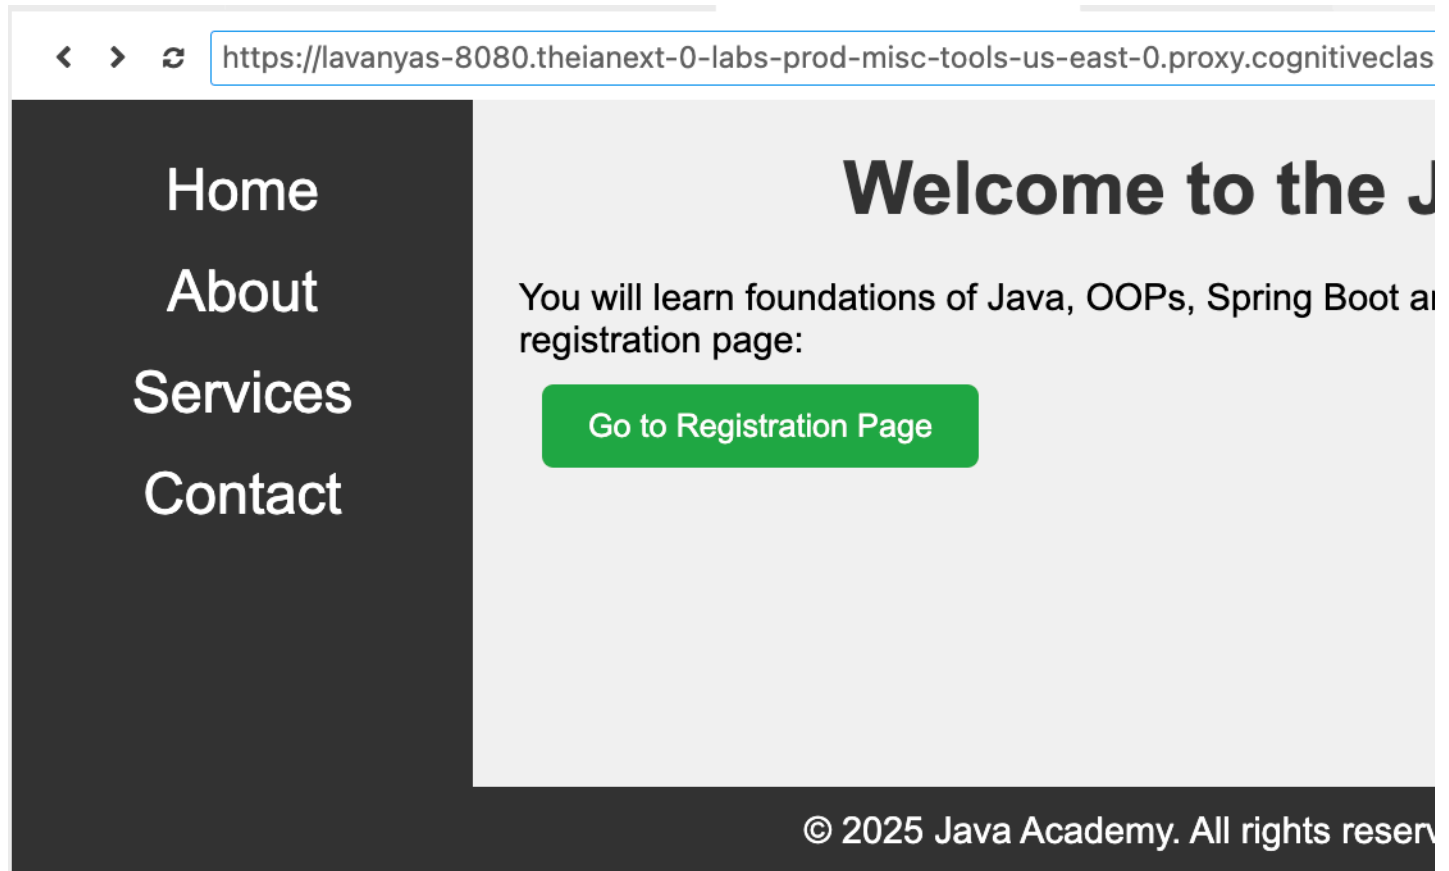 https://lavanyas-8080.theianext-0-labs-prod-misc-tools-us-east-0.proxy.cognitiveclas
Home
About
Services
Contact
Welcome to the J
You will learn foundations of Java, OOPs, Spring Boot
registration page:
Go to Registration Page
© 2025 Java Academy. All rights